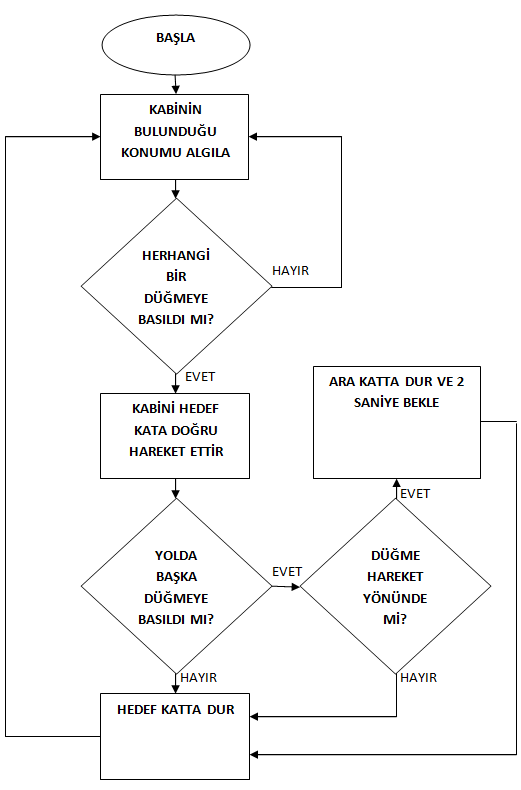 BAŞLA
KABİNİN
BULUNDUĞU
KONUMU ALGILA
HERHANGİ
BİR
DÜĞMEYE
BASILDI MI?
HAYIR
EVET
KABİNİ HEDEF
KATA DOĞRU
HAREKET ETTİR
ARA KATTA DUR VE 2
SANİYE BEKLE
YOLDA
BAŞKA
DÜĞMEYE
BASILDI MI?
EVET
HAYIR
DÜĞME
HAREKET
YÖNÜNDE
Mİ?
EVET
HAYIR
HEDEF KATTA DUR